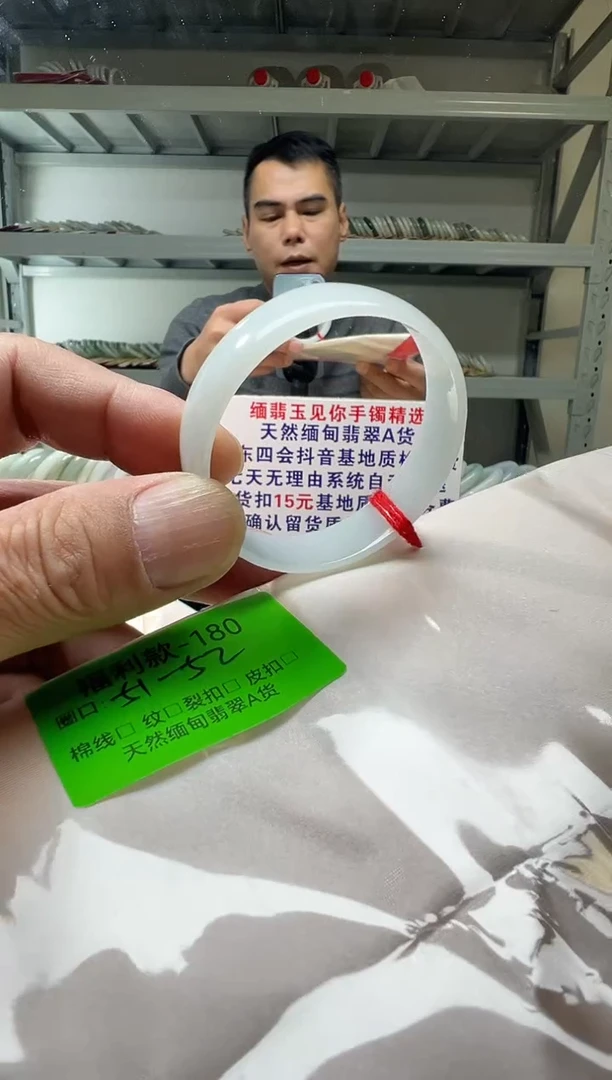 缅翡玉见你手镯精选
天然缅甸翡翠A货
东四会抖音基地质检
七天无理由系统自
货扣15元基地质
确认留货质
福利款-180
圈口:51-52
棉线□ 纹□裂扣□ 皮扣□
天然缅甸翡翠A货